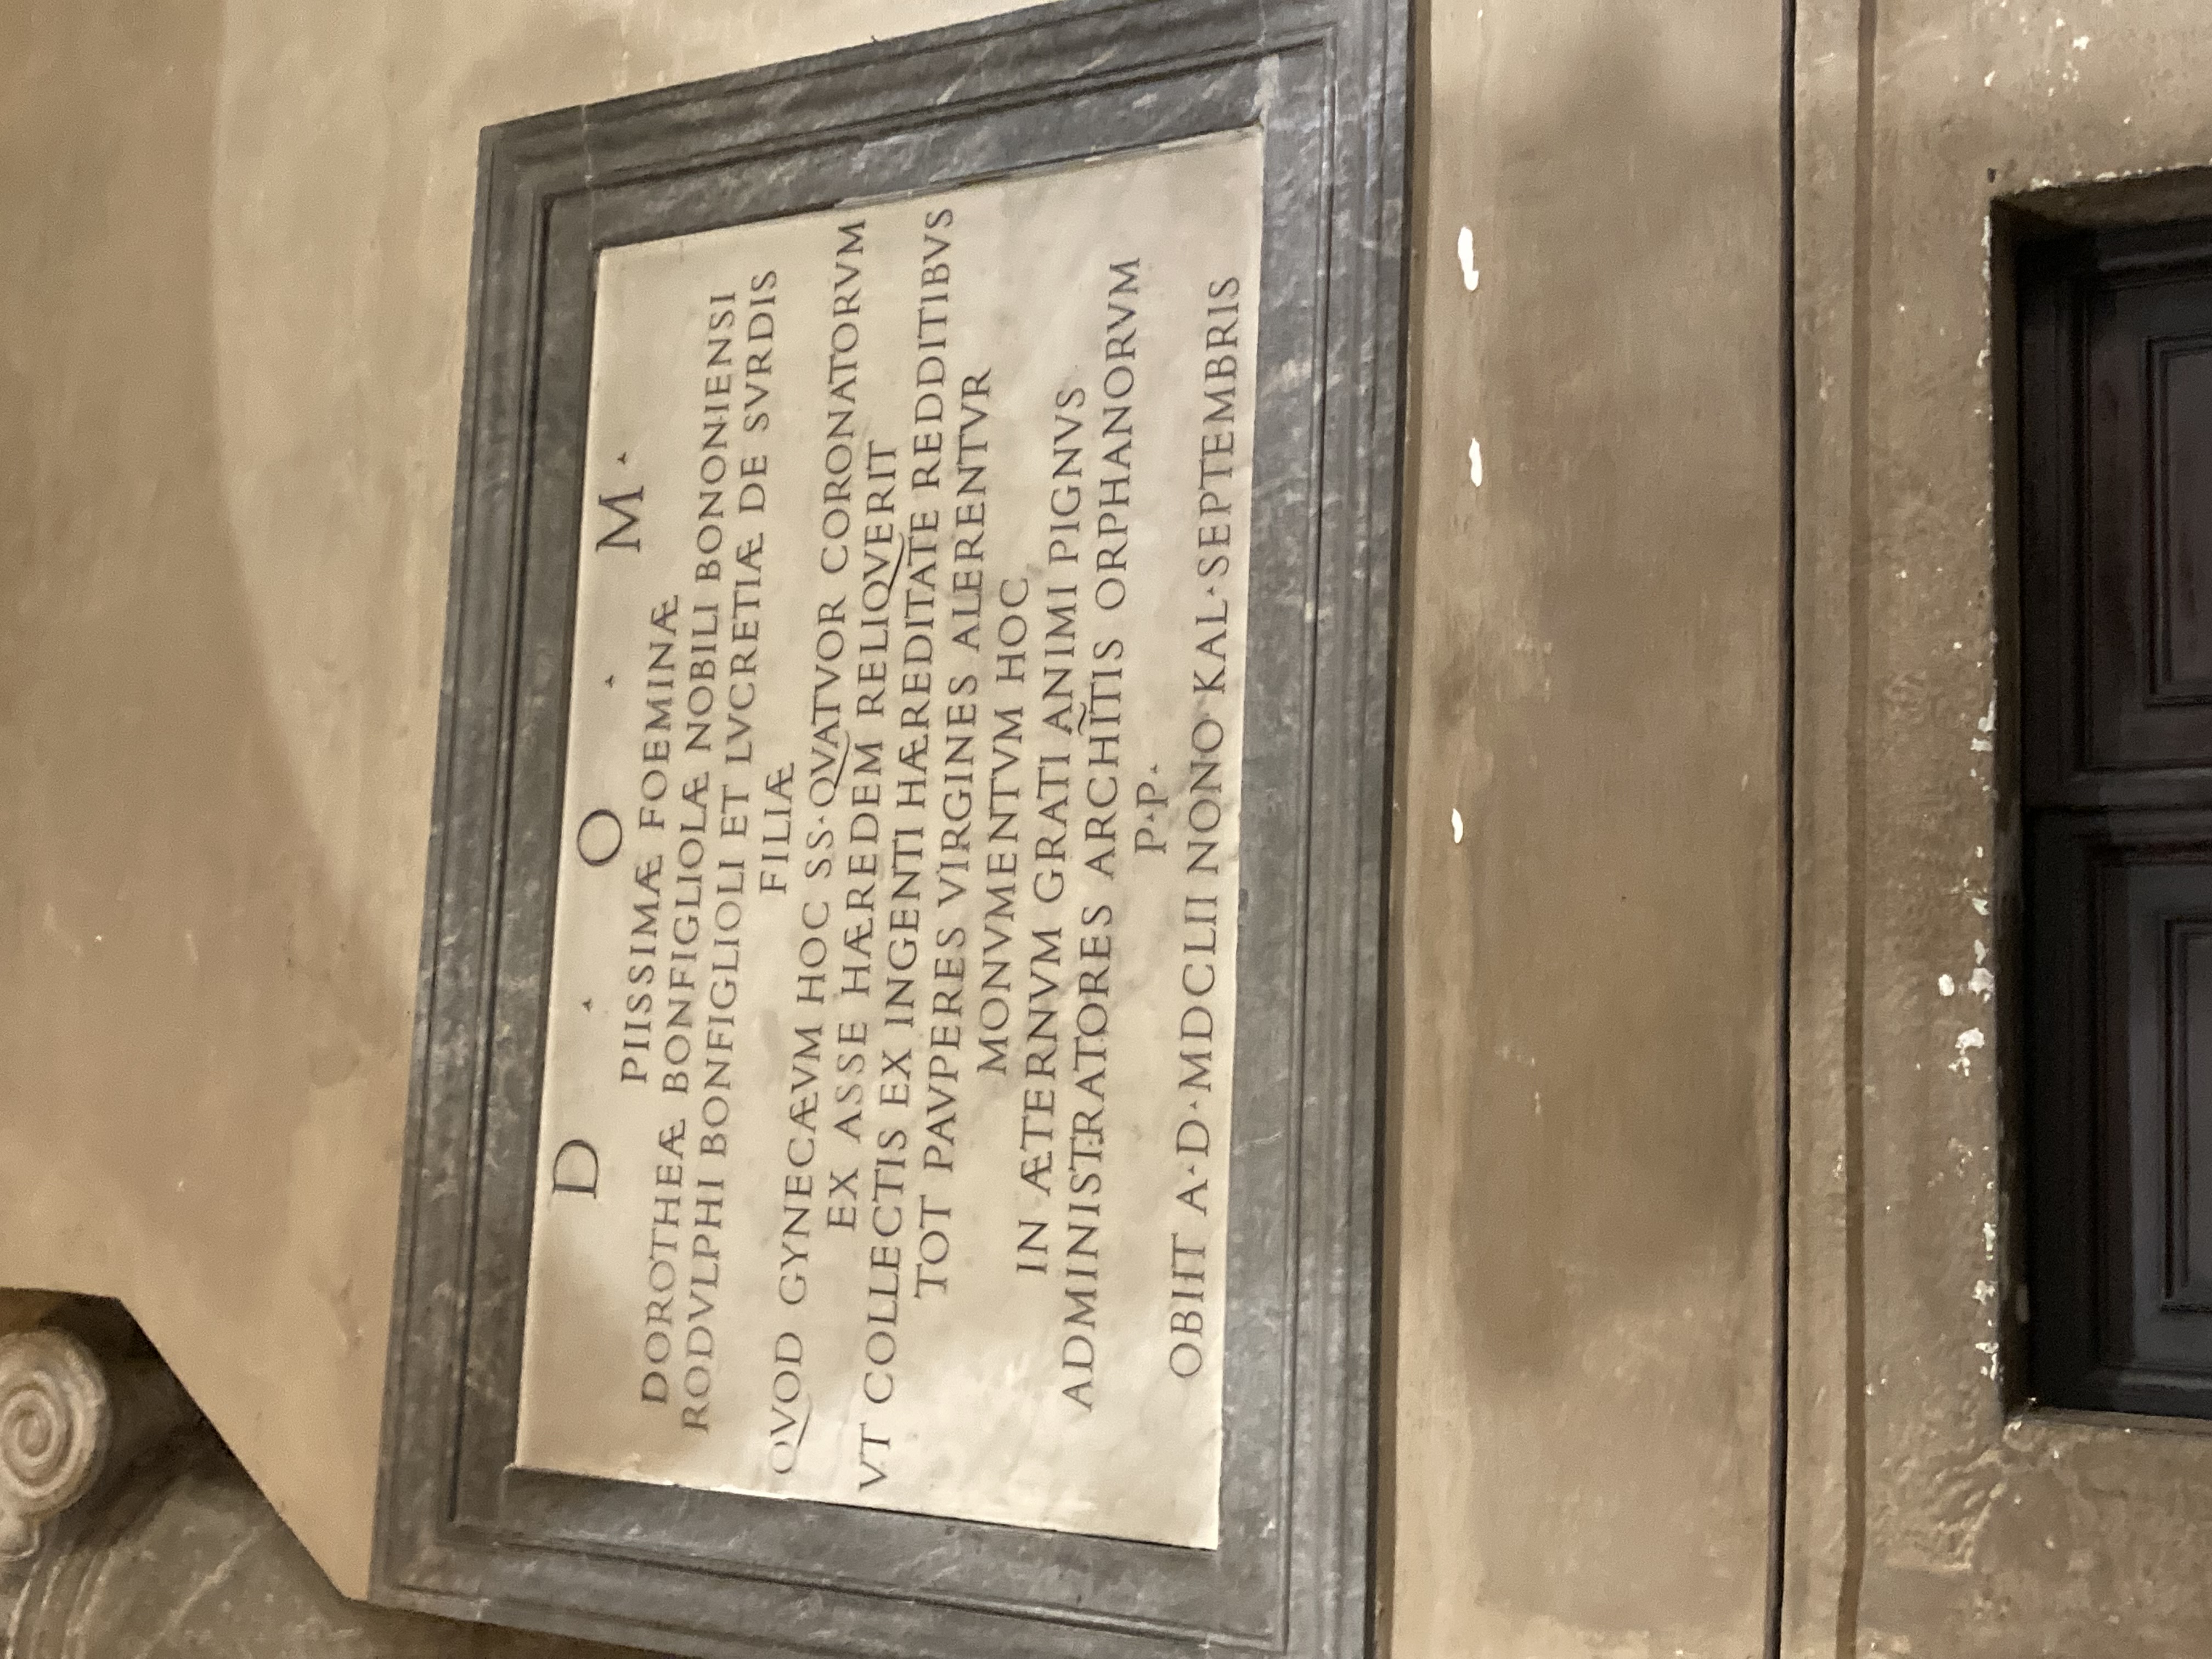 D · O · M ·
PIISSIMÆ FOEMINÆ
DOROTHEÆ BONFIGLIOLÆ NOBILI BONONIENSI
RODVLPHI BONFIGLIOLI ET LVCRETIÆ DE SVRDIS
FILIÆ
QVOD GYNECÆVM HOC SS·QVATVOR CORONATORVM
EX ASSE HÆREDEM RELIQVERIT
VT COLLECTIS EX INGENTI HÆREDITATE REDDITIBVS
TOT PAVPERES VIRGINES ALERENTVR
MONVMENTVM HOC
IN ÆTERNVM GRATI ANIMI PIGNVS
ADMINISTRATORES ARCHĨTIS ORPHANORVM
P·P·
OBIIT A·D·MDCLII NONO KAL·SEPTEMBRIS